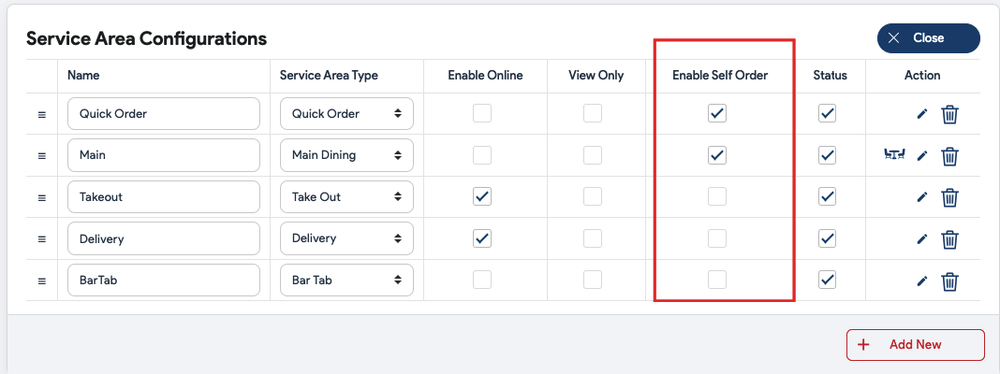 Service Area Configurations
Close
Name Service Area Type Enable Online View Only Enable Self Order Status Action
Quick Order Quick Order
Main Main Dining
Takeout Take Out
Delivery Delivery
BarTab Bar Tab
Add New